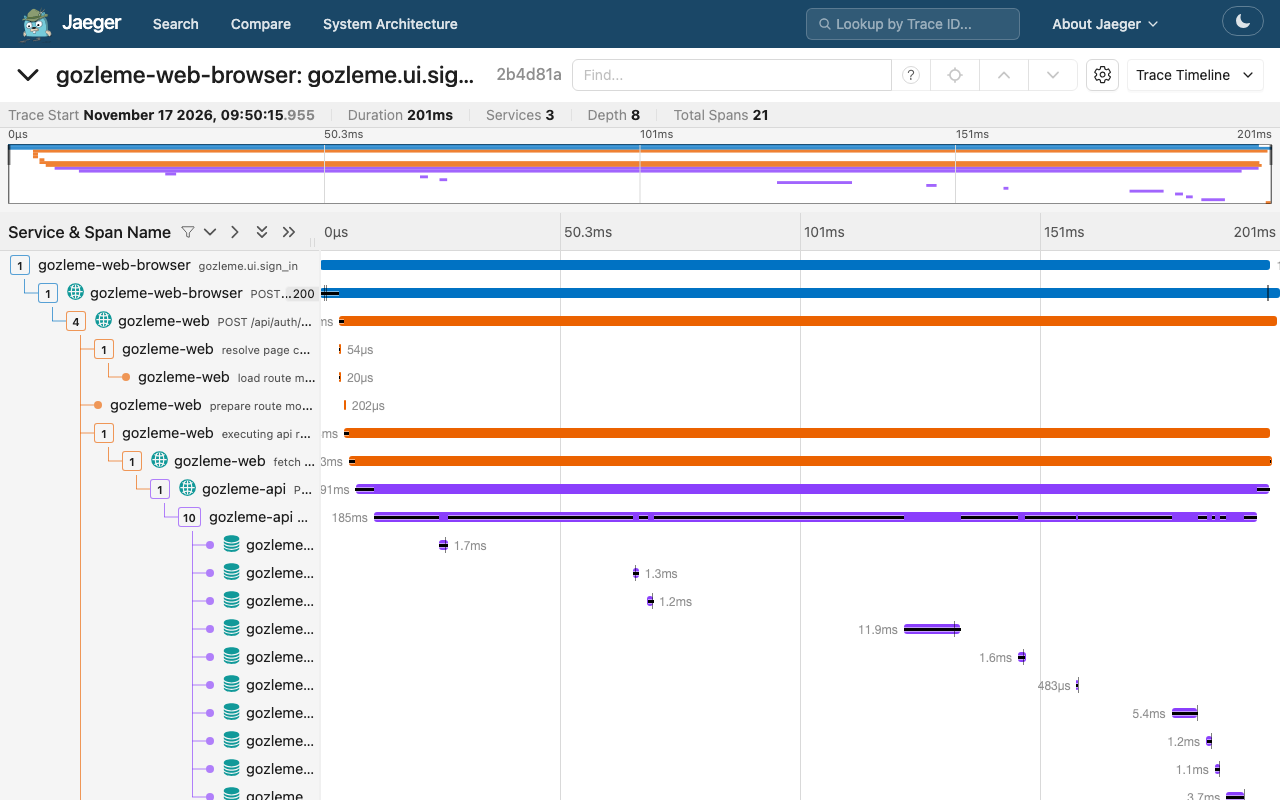 Jaeger Search Compare System Architecture Lookup by Trace ID... About Jaeger
gozleme-web-browser: gozleme.ui.sig... 2b4d81a Find... ? Trace Timeline
Trace Start November 17 2026, 09:50:15.955 Duration 201ms Services 3 Depth 8 Total Spans 21
0μs 50.3ms 101ms 151ms 201ms
Service & Span Name 0μs 50.3ms 101ms 151ms 201ms
1 gozleme-web-browser gozleme.ui.sign_in
1 gozleme-web-browser POST...200
4 gozleme-web POST /api/auth/...
1 gozleme-web resolve page c... 54μs
gozleme-web load route m... 20μs
gozleme-web prepare route mo... 202μs
1 gozleme-web executing api r...
1 gozleme-web fetch ...
1 gozleme-api P... 91ms
10 gozleme-api ... 185ms
gozleme... 1.7ms
gozleme... 1.3ms
gozleme... 1.2ms
gozleme... 11.9ms
gozleme... 1.6ms
gozleme... 483μs
gozleme... 5.4ms
gozleme... 1.2ms
gozleme... 1.1ms
gozleme... 3.7ms